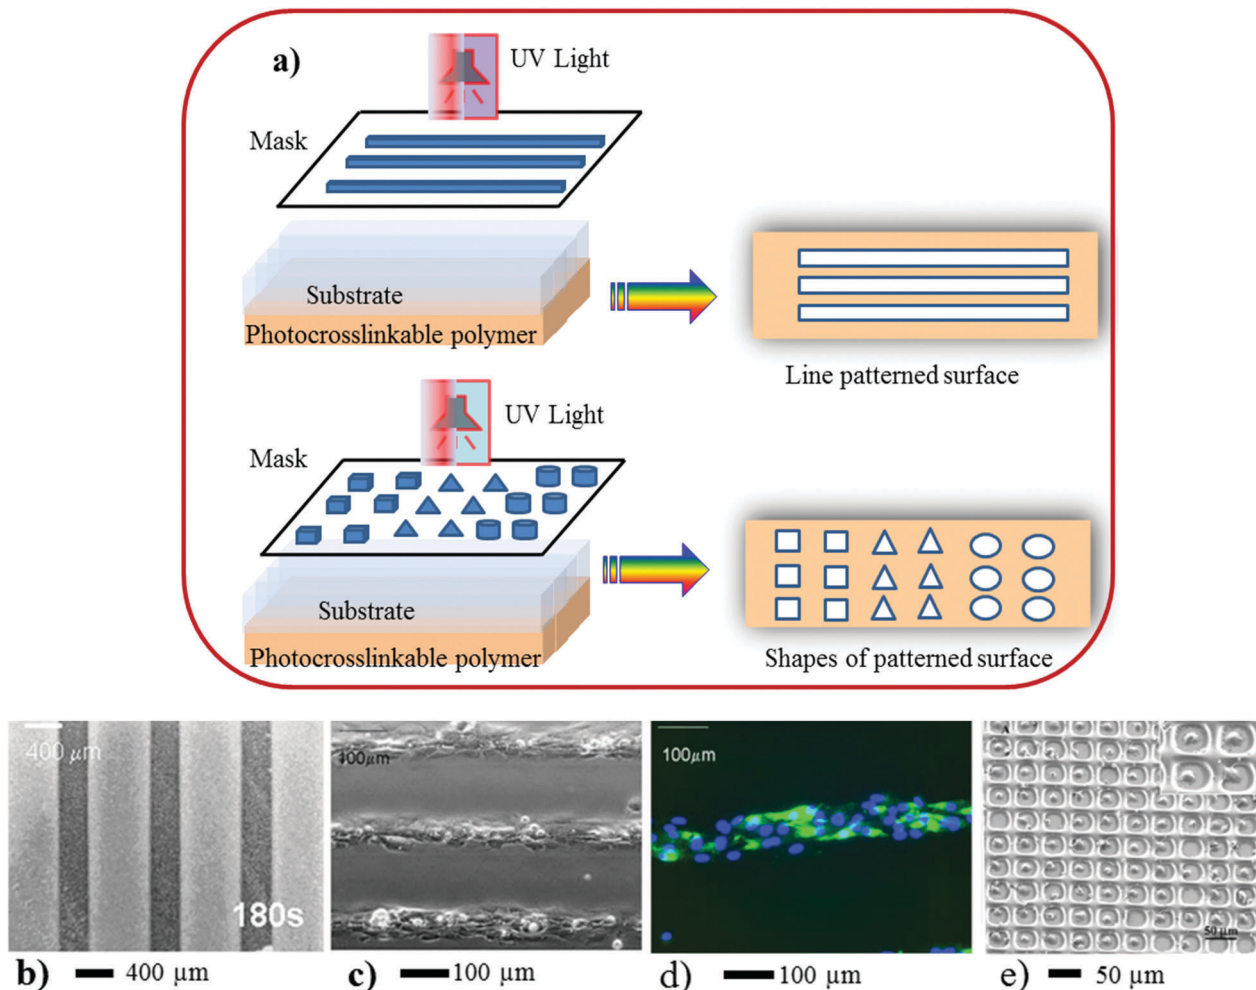 a)
UV Light
Mask
Substrate
Photocrosslinkable polymer
Line patterned surface
UV Light
Mask
Substrate
Photocrosslinkable polymer
Shapes of patterned surface
400 µm
180s
100µm
100µm
A
50 µm
b) 400 µm
c) 100 µm
d) 100 µm
e) 50 µm